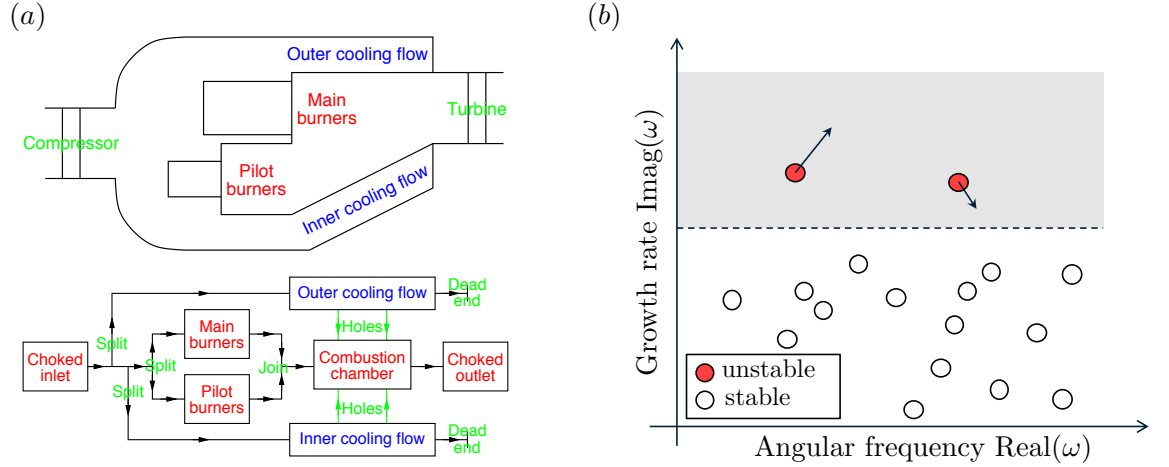 (a)
Outer cooling flow
Main
burners
Turbine
Compressor
Pilot
burners
Inner cooling flow
Outer cooling flow
Dead
end
Main
burners
Holes
Split
Choked
inlet
Split
Join
Combustion
chamber
Choked
outlet
Split
Pilot
burners
Holes
Inner cooling flow
Dead
end
(b)
Growth rate Imag(ω)
unstable
stable
Angular frequency Real(ω)